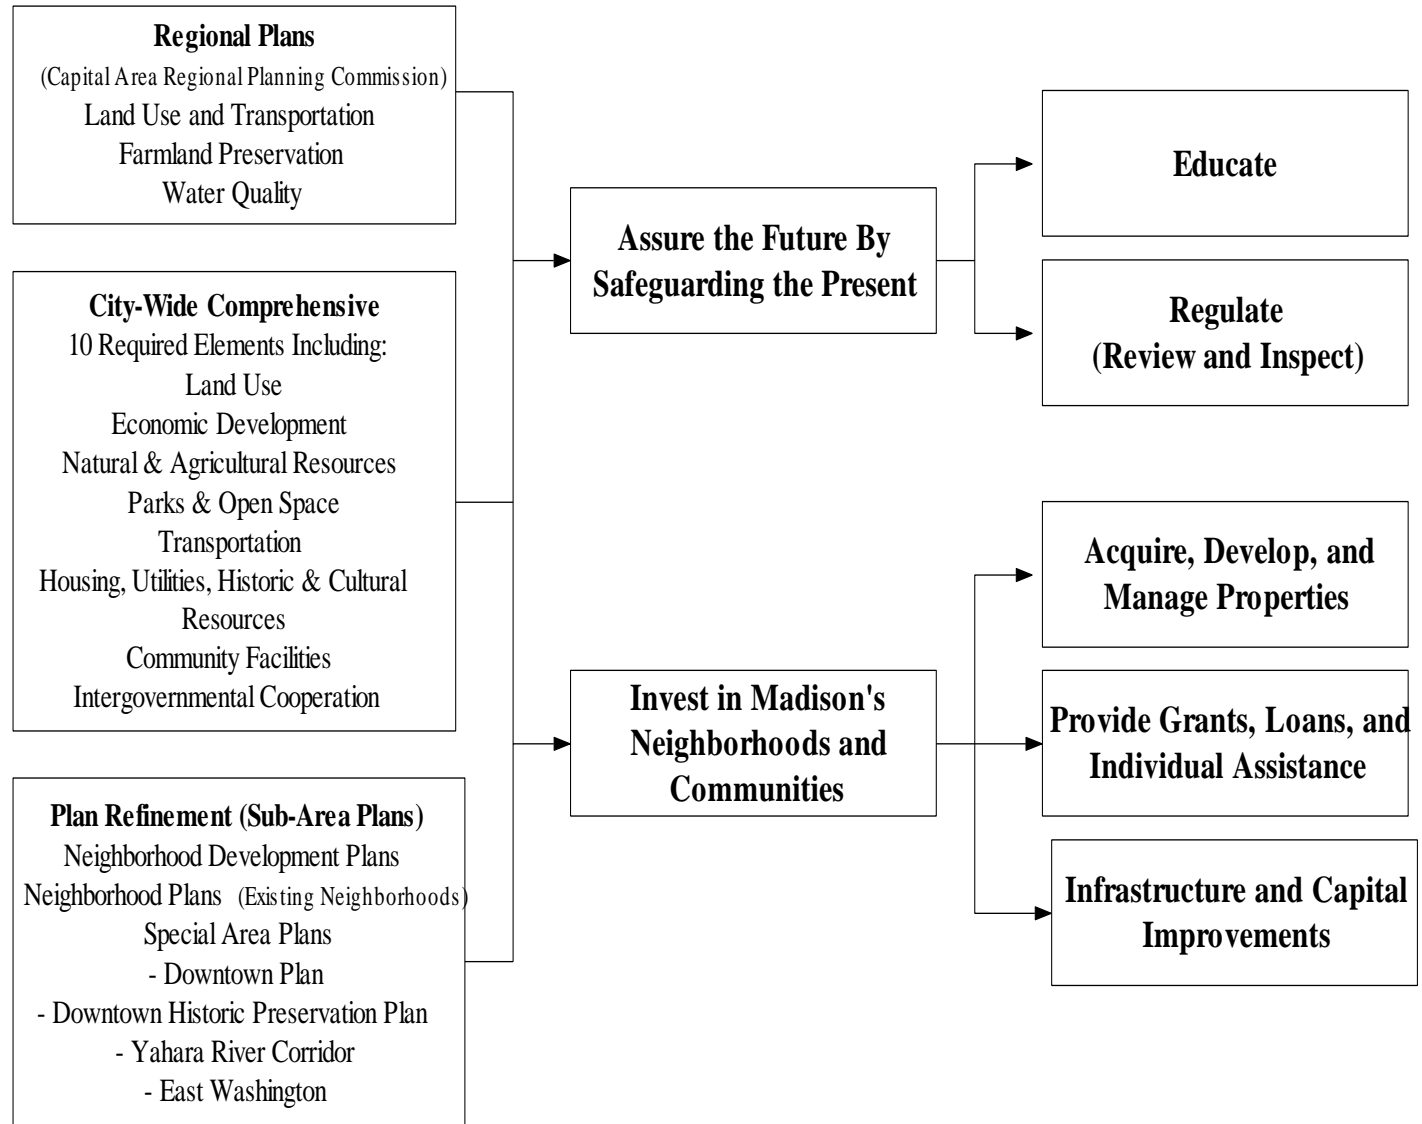 Regional Plans
(Capital Area Regional Planning Commission)
Land Use and Transportation
Farmland Preservation
Water Quality
City-Wide Comprehensive
10 Required Elements Including:
Land Use
Economic Development
Natural & Agricultural Resources
Parks & Open Space
Transportation
Housing, Utilities, Historic & Cultural
Resources
Community Facilities
Intergovernmental Cooperation
Plan Refinement (Sub-Area Plans)
Neighborhood Development Plans
Neighborhood Plans (Existing Neighborhoods)
Special Area Plans
- Downtown Plan
- Downtown Historic Preservation Plan
- Yahara River Corridor
- East Washington
Assure the Future By
Safeguarding the Present
Invest in Madison's
Neighborhoods and
Communities
Educate
Regulate
(Review and Inspect)
Acquire, Develop, and
Manage Properties
Provide Grants, Loans, and
Individual Assistance
Infrastructure and Capital
Improvements